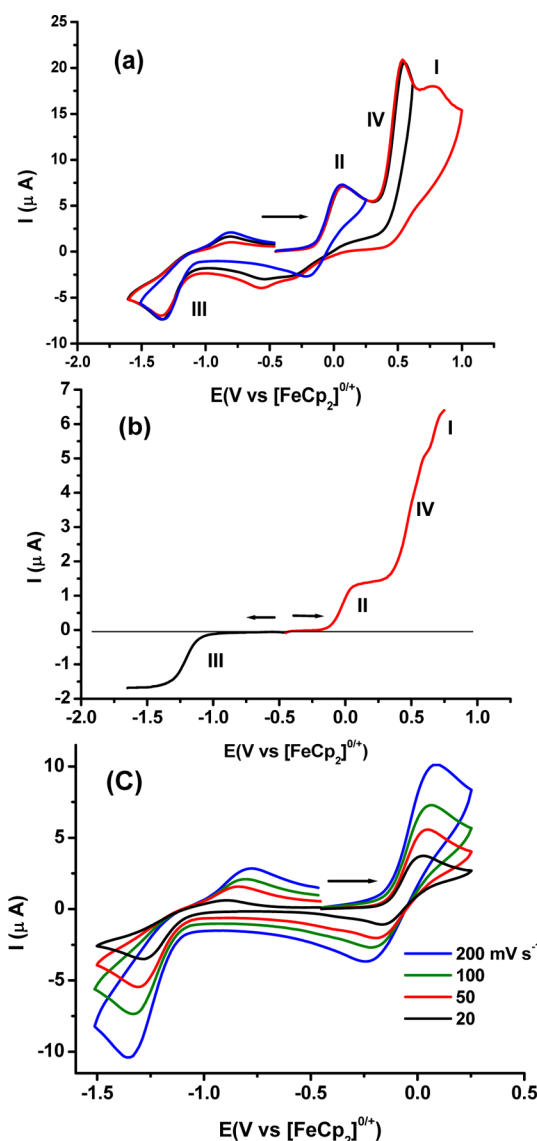 (a)
I
IV
II
III
I (μ A)
25
20
15
10
5
0
-5
-10
-2.0 -1.5 -1.0 -0.5 0.0 0.5 1.0
E(V vs [FeCp₂]⁰/⁺)
(b)
I
IV
II
III
I (μ A)
7
6
5
4
3
2
1
0
-1
-2
-2.0 -1.5 -1.0 -0.5 0.0 0.5 1.0
E(V vs [FeCp₂]⁰/⁺)
(C)
I (μ A)
10
5
0
-5
-10
200 mV s⁻¹
100
50
20
-1.5 -1.0 -0.5 0.0 0.5
E(V vs [FeCp₂]⁰/⁺)